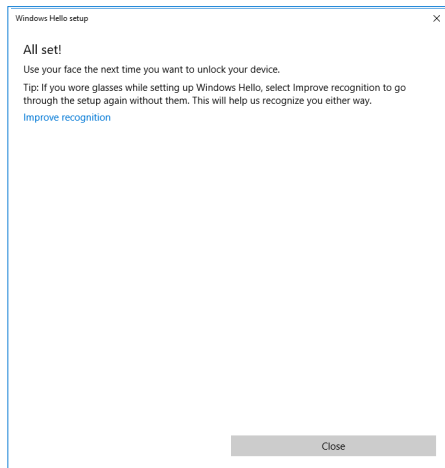 Windows Hello setup
All set!
Use your face the next time you want to unlock your device.
Tip: If you wore glasses while setting up Windows Hello, select Improve recognition to go
through the setup again without them. This will help us recognize you either way.
Improve recognition
Close